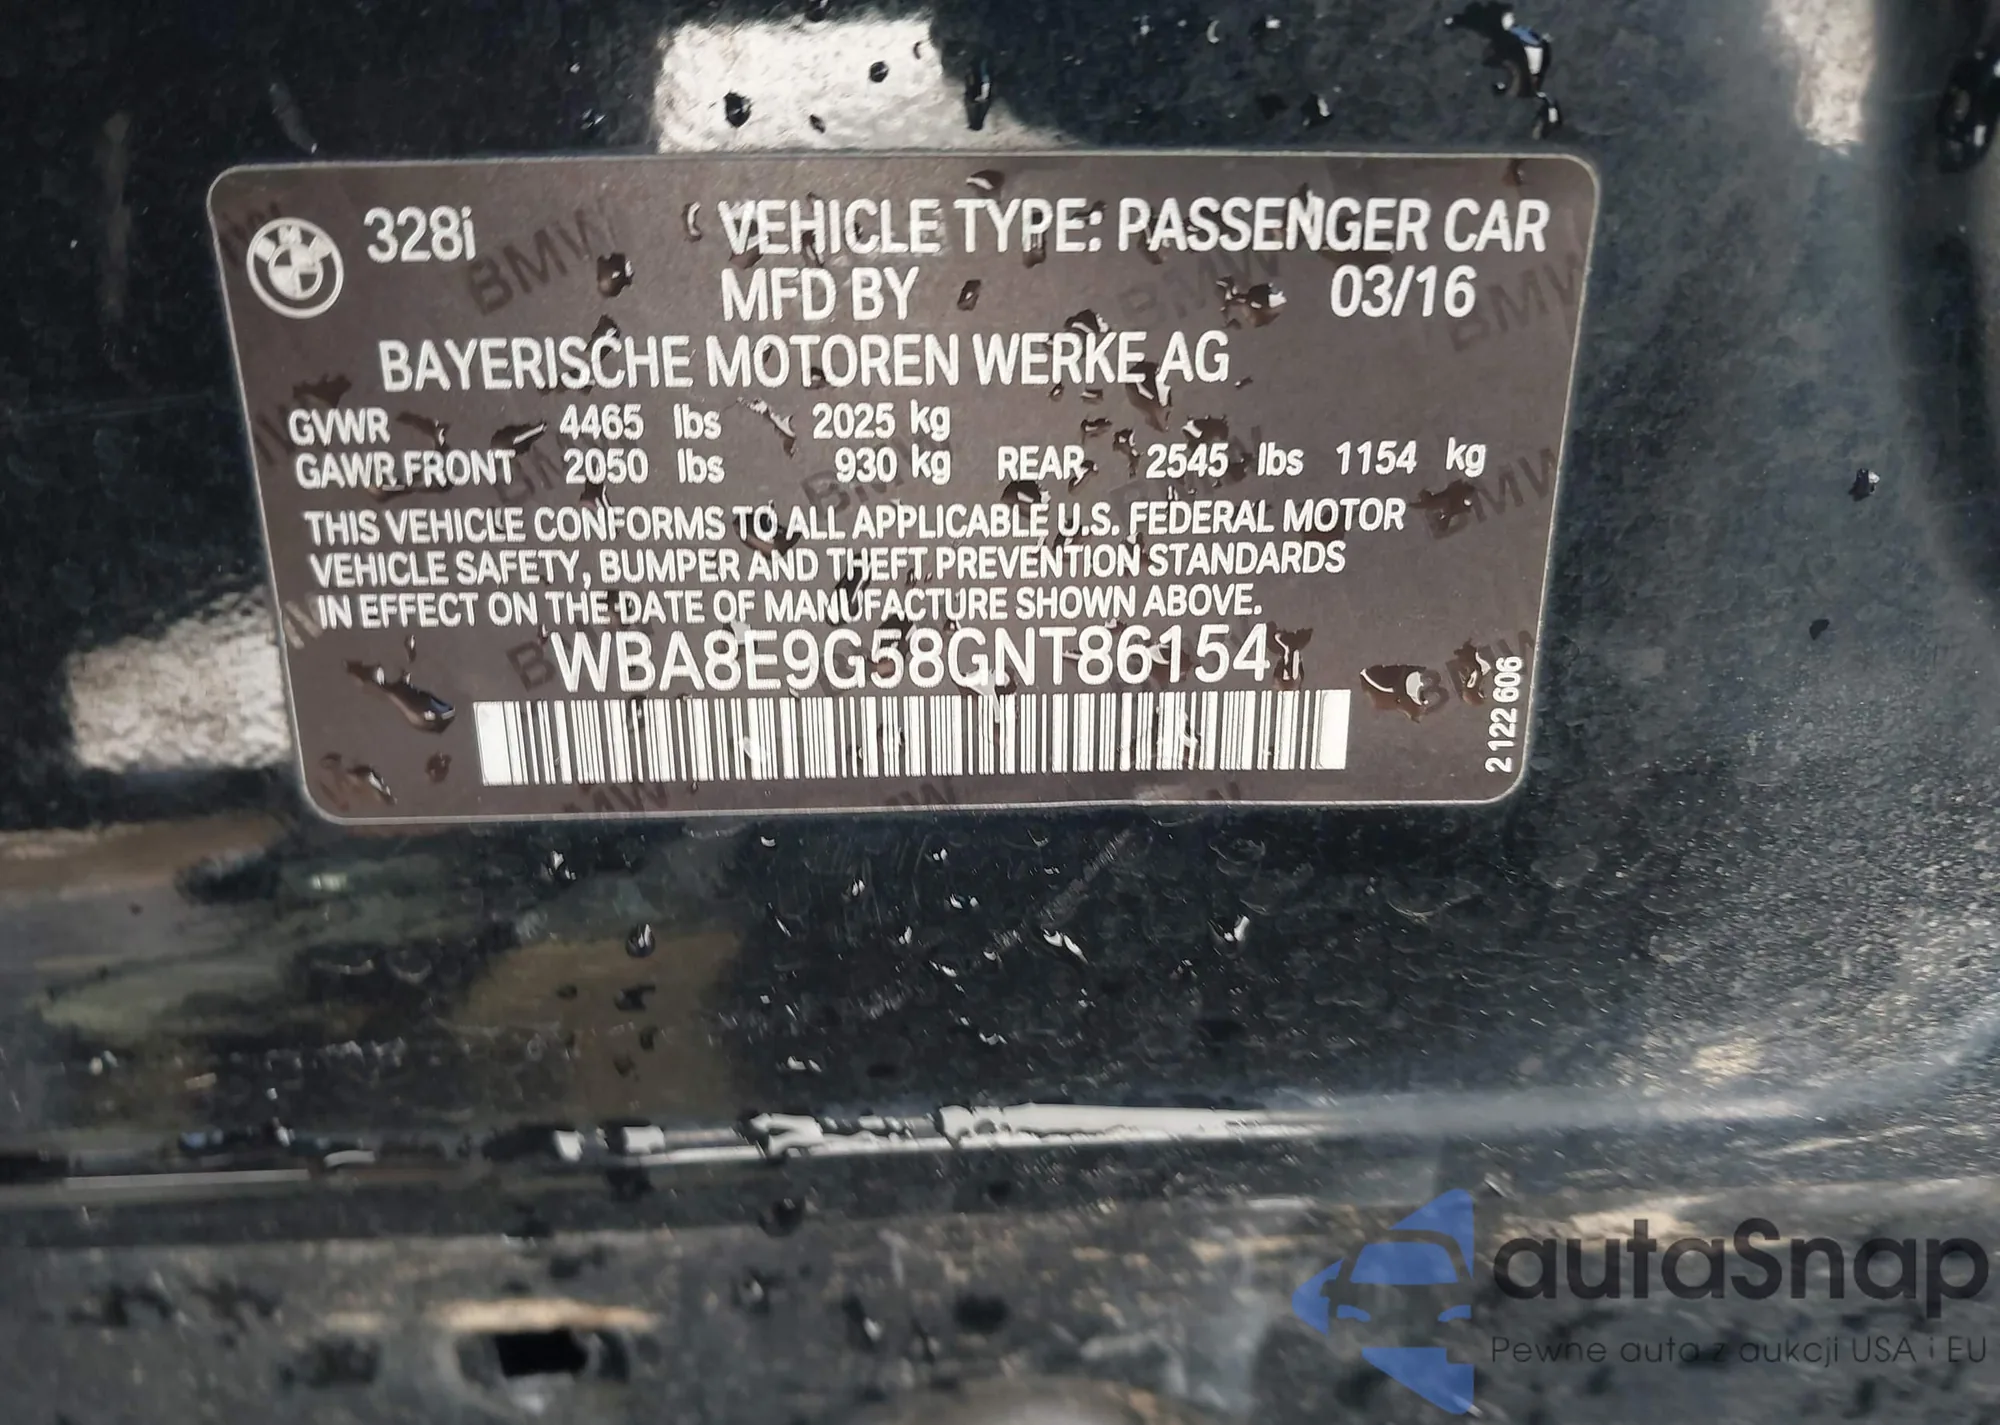 328i VEHICLE TYPE: PASSENGER CAR
MFD BY 03/16
BAYERISCHE MOTOREN WERKE AG
GVWR 4465 lbs 2025 kg
GAWR FRONT 2050 lbs 930 kg REAR 2545 lbs 1154 kg
THIS VEHICLE CONFORMS TO ALL APPLICABLE U.S. FEDERAL MOTOR
VEHICLE SAFETY, BUMPER AND THEFT PREVENTION STANDARDS
IN EFFECT ON THE DATE OF MANUFACTURE SHOWN ABOVE.
WBA8E9G58GNT86154
2 122 606
autaSnap
Pewne auta z aukcji USA i EU